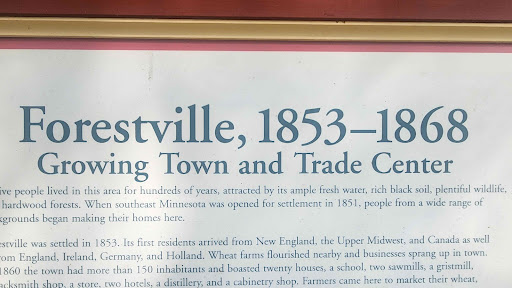 Forestville, 1853–1868
Growing Town and Trade Center
ive people lived in this area for hundreds of years, attracted by its ample fresh water, rich black soil, plentiful wildlife,
hardwood forests. When southeast Minnesota was opened for settlement in 1851, people from a wide range of
kgrounds began making their homes here.
estville was settled in 1853. Its first residents arrived from New England, the Upper Midwest, and Canada as well
rom England, Ireland, Germany, and Holland. Wheat farms flourished nearby and businesses sprang up in town.
1860 the town had more than 150 inhabitants and boasted twenty houses, a school, two sawmills, a gristmill,
acksmith shop, a store, two hotels, a distillery, and a cabinetry shop. Farmers came here to market their wheat,